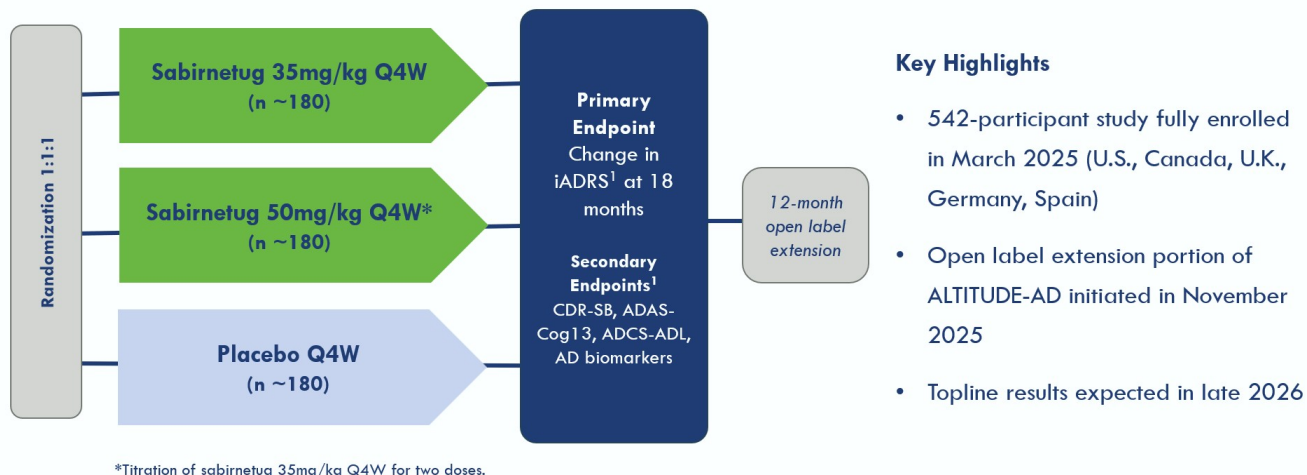 Randomization 1:1:1
Sabirnetug 35mg/kg Q4W
(n ~180)
Sabirnetug 50mg/kg Q4W*
(n ~180)
Placebo Q4W
(n ~180)
Primary
Endpoint
Change in
iADRS¹ at 18
months
Secondary
Endpoints¹
CDR-SB, ADAS-
Cog13, ADCS-ADL,
AD biomarkers
12-month
open label
extension
Key Highlights
• 542-participant study fully enrolled
in March 2025 (U.S., Canada, U.K.,
Germany, Spain)
• Open label extension portion of
ALTITUDE-AD initiated in November
2025
• Topline results expected in late 2026
*Titration of sabirnetug 35mg/kg Q4W for two doses.